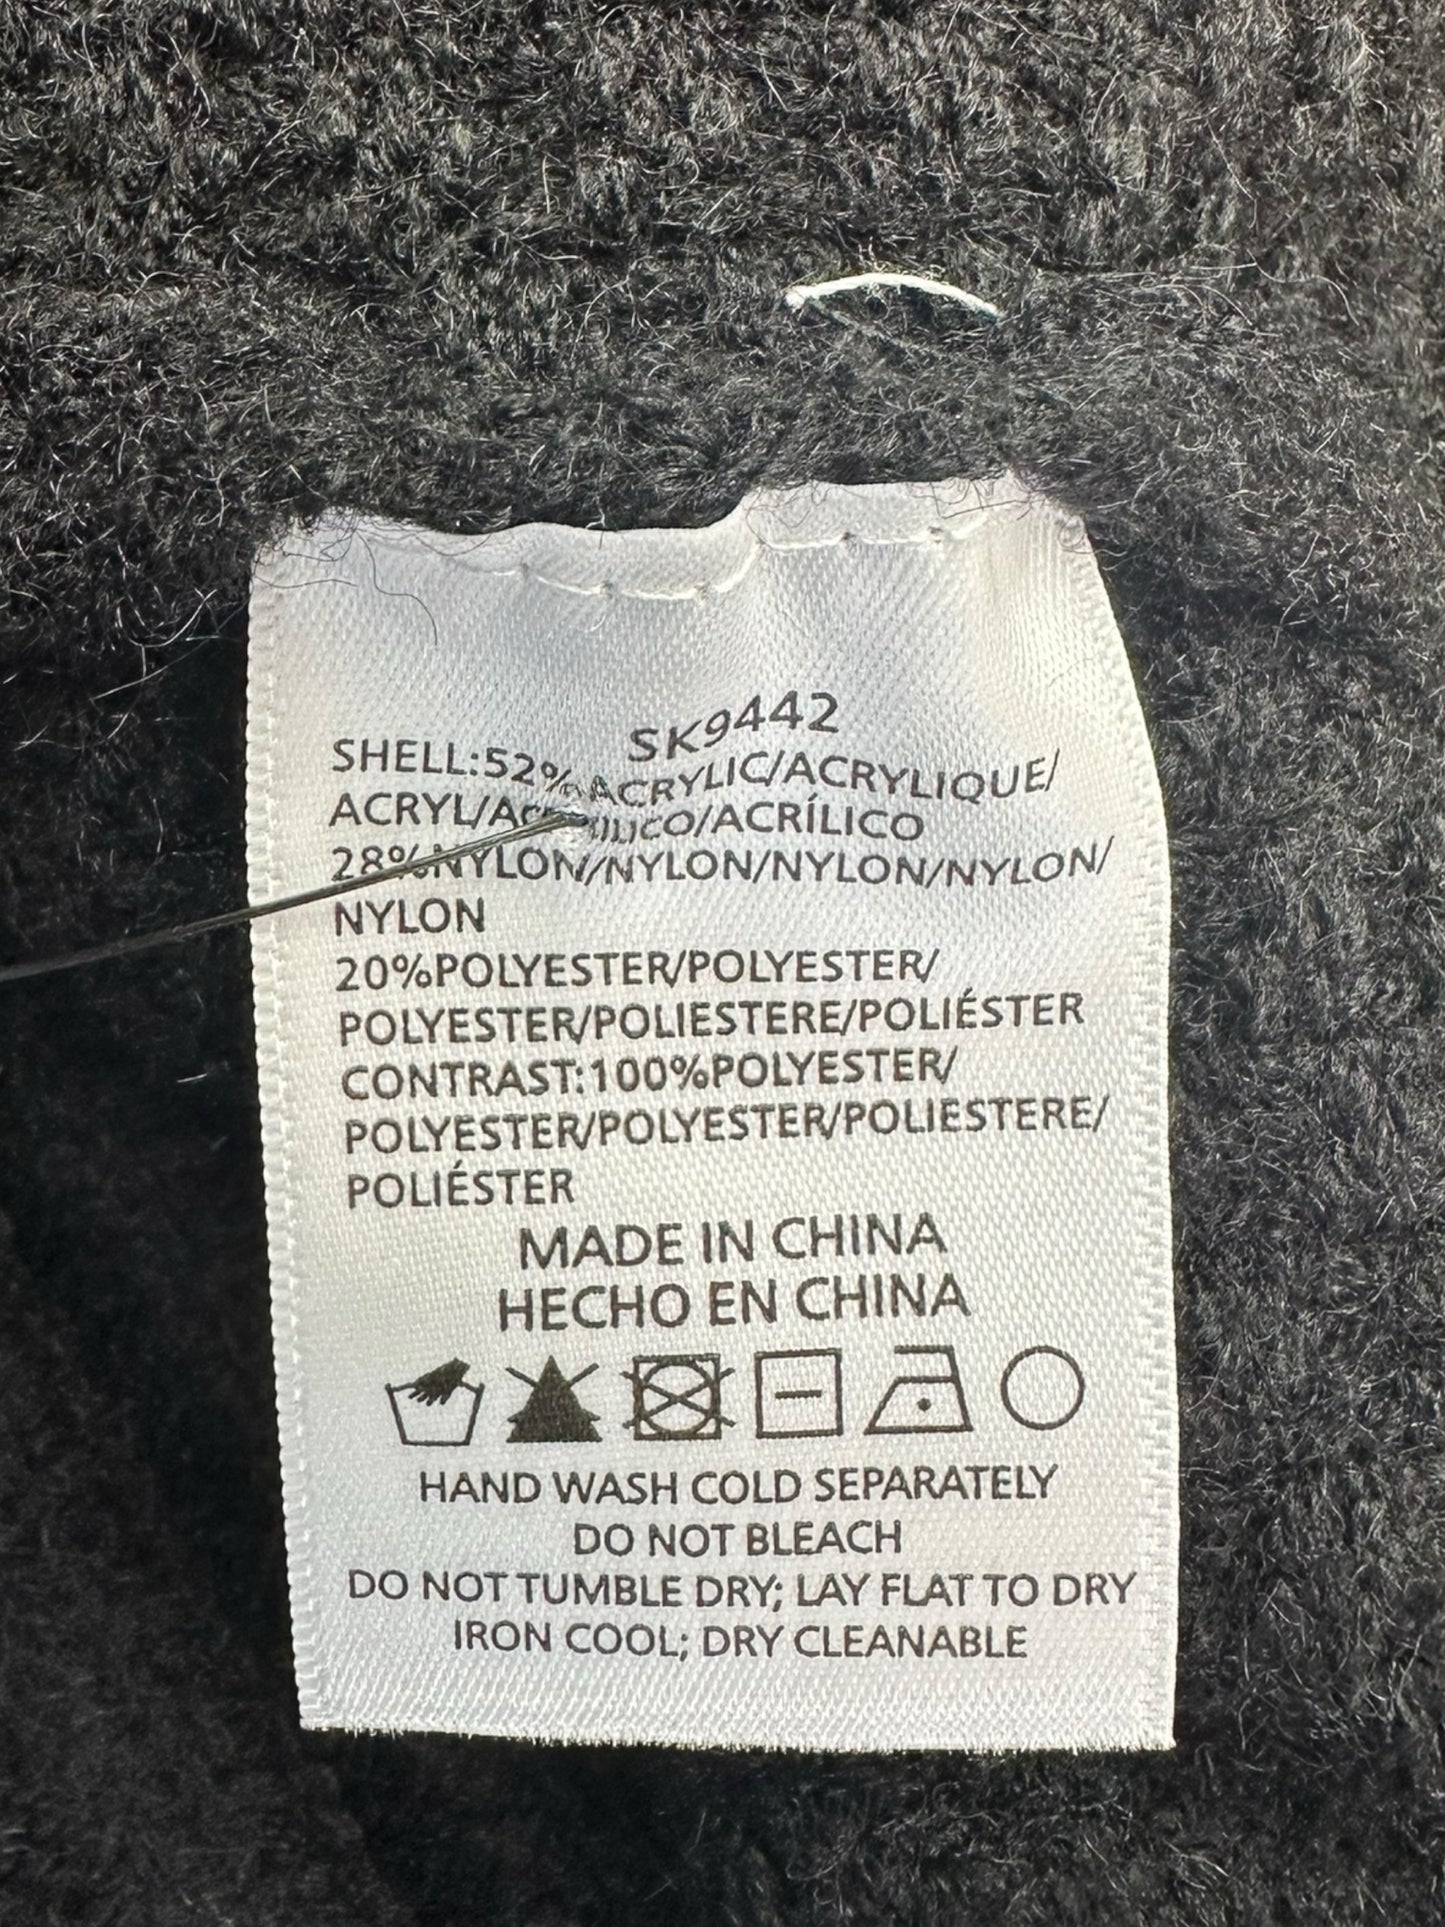 SK9442
SHELL:52%ACRYLIC/ACRYLIQUE/
ACRYL/ACRILICO/ACRÍLICO
28%NYLON/NYLON/NYLON/NYLON/
NYLON
20%POLYESTER/POLYESTER/
POLYESTER/POLIESTERE/POLIÉSTER
CONTRAST:100%POLYESTER/
POLYESTER/POLYESTER/POLIESTERE/
POLIÉSTER
MADE IN CHINA
HECHO EN CHINA
HAND WASH COLD SEPARATELY
DO NOT BLEACH
DO NOT TUMBLE DRY; LAY FLAT TO DRY
IRON COOL; DRY CLEANABLE